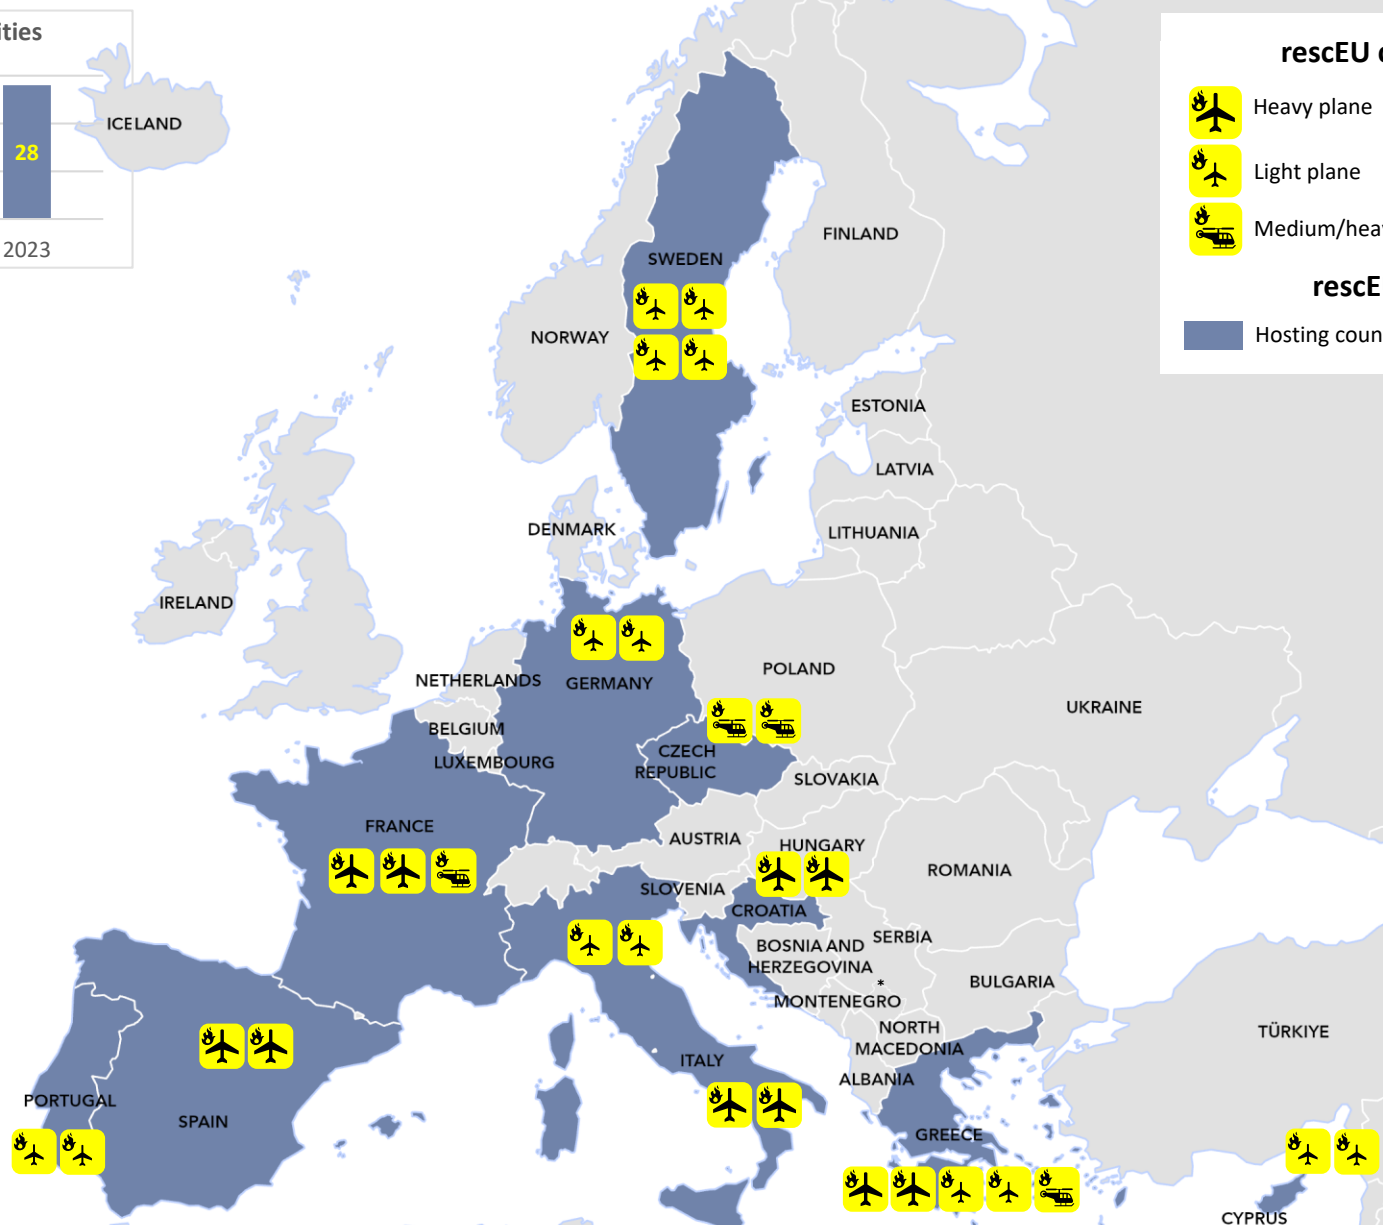 ities
28
2023
rescEU
Heavy plane
Light plane
Medium/heav
rescE
Hosting coun
ICELAND
SWEDEN
FINLAND
NORWAY
ESTONIA
LATVIA
LITHUANIA
DENMARK
IRELAND
NETHERLANDS
GERMANY
POLAND
BELGIUM
UKRAINE
LUXEMBOURG
CZECH
REPUBLIC
SLOVAKIA
FRANCE
AUSTRIA
HUNGARY
ROMANIA
SLOVENIA
CROATIA
BOSNIA AND
HERZEGOVINA
SERBIA
*
BULGARIA
MONTENEGRO
NORTH
MACEDONIA
TÜRKIYE
ITALY
ALBANIA
PORTUGAL
SPAIN
GREECE
CYPRUS